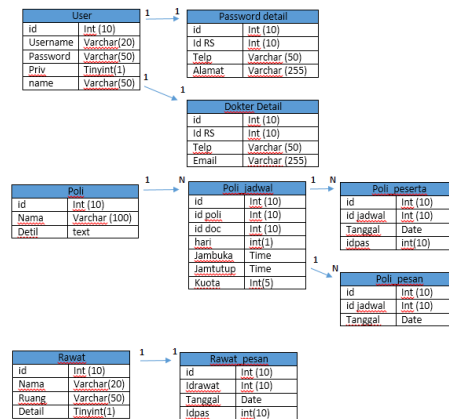 User
id Int (10)
Username Varchar(20)
Password Varchar(50)
Priv Tinyint(1)
name Varchar(50)
1 1
Password detail
id Int (10)
Id RS Int (10)
Telp Varchar (50)
Alamat Varchar (255)
1
1
Dokter Detail
id Int (10)
Id RS Int (10)
Telp Varchar (50)
Email Varchar (255)
Poli
id Int (10)
Nama Varchar (100)
Detil text
1 N
Poli_jadwal
id Int (10)
id poli Int (10)
id doc Int (10)
hari int(1)
Jambuka Time
Jamtutup Time
Kuota Int(5)
1 N
Poli_peserta
id Int (10)
id jadwal Int (10)
Tanggal Date
idpas int(10)
1
N
Poli_pesan
id Int (10)
id jadwal Int (10)
Tanggal Date
Rawat
id Int (10)
Nama Varchar(20)
Ruang Varchar(50)
Detail Tinyint(1)
1 1
Rawat_pesan
id Int (10)
Idrawat Int (10)
Tanggal Date
Idpas int(10)